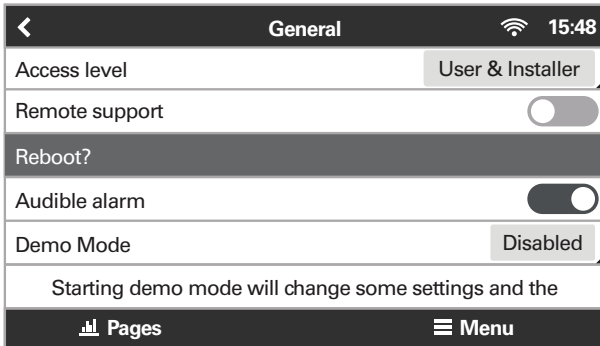 General 15:48
Access level User & Installer
Remote support
Reboot?
Audible alarm
Demo Mode Disabled
Starting demo mode will change some settings and the
Pages Menu